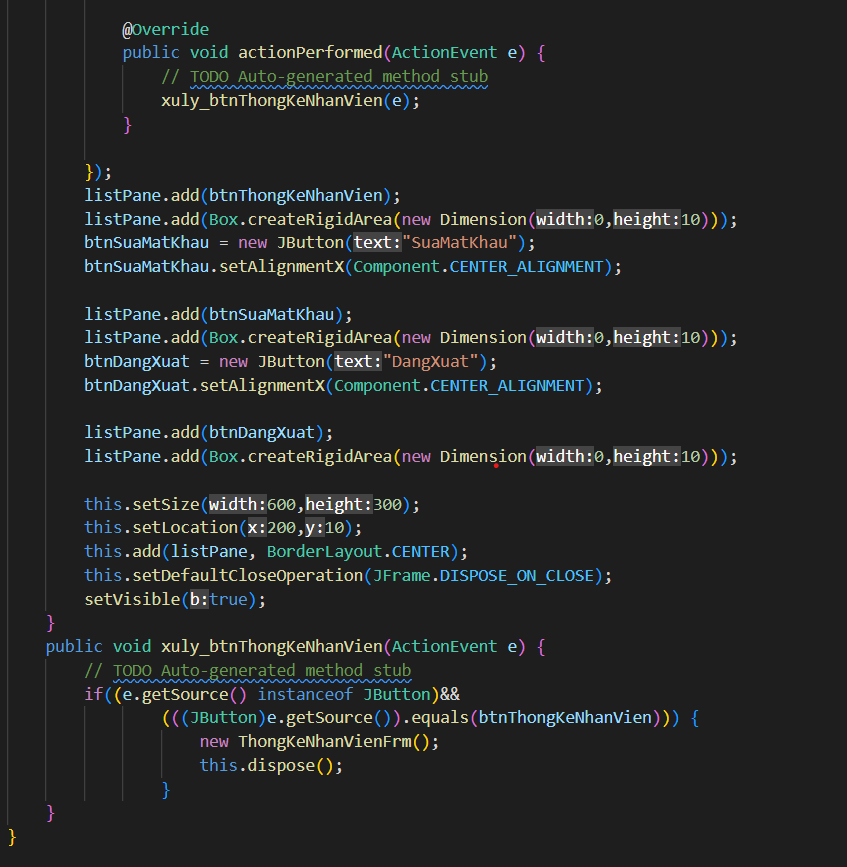 @Override
public void actionPerformed(ActionEvent e) {
// TODO Auto-generated method stub
xuly_btnThongKeNhanVien(e);
}
});
listPane.add(btnThongKeNhanVien);
listPane.add(Box.createRigidArea(new Dimension(width:0,height:10)));
btnSuaMatKhau = new JButton(text:"SuaMatKhau");
btnSuaMatKhau.setAlignmentX(Component.CENTER_ALIGNMENT);
listPane.add(btnSuaMatKhau);
listPane.add(Box.createRigidArea(new Dimension(width:0,height:10)));
btnDangXuat = new JButton(text:"DangXuat");
btnDangXuat.setAlignmentX(Component.CENTER_ALIGNMENT);
listPane.add(btnDangXuat);
listPane.add(Box.createRigidArea(new Dimension(width:0,height:10)));
this.setSize(width:600,height:300);
this.setLocation(x:200,y:10);
this.add(listPane, BorderLayout.CENTER);
this.setDefaultCloseOperation(JFrame.DISPOSE_ON_CLOSE);
setVisible(b:true);
}
public void xuly_btnThongKeNhanVien(ActionEvent e) {
// TODO Auto-generated method stub
if((e.getSource() instanceof JButton)&&
(((JButton)e.getSource()).equals(btnThongKeNhanVien))) {
new ThongKeNhanVienFrm();
this.dispose();
}
}
}